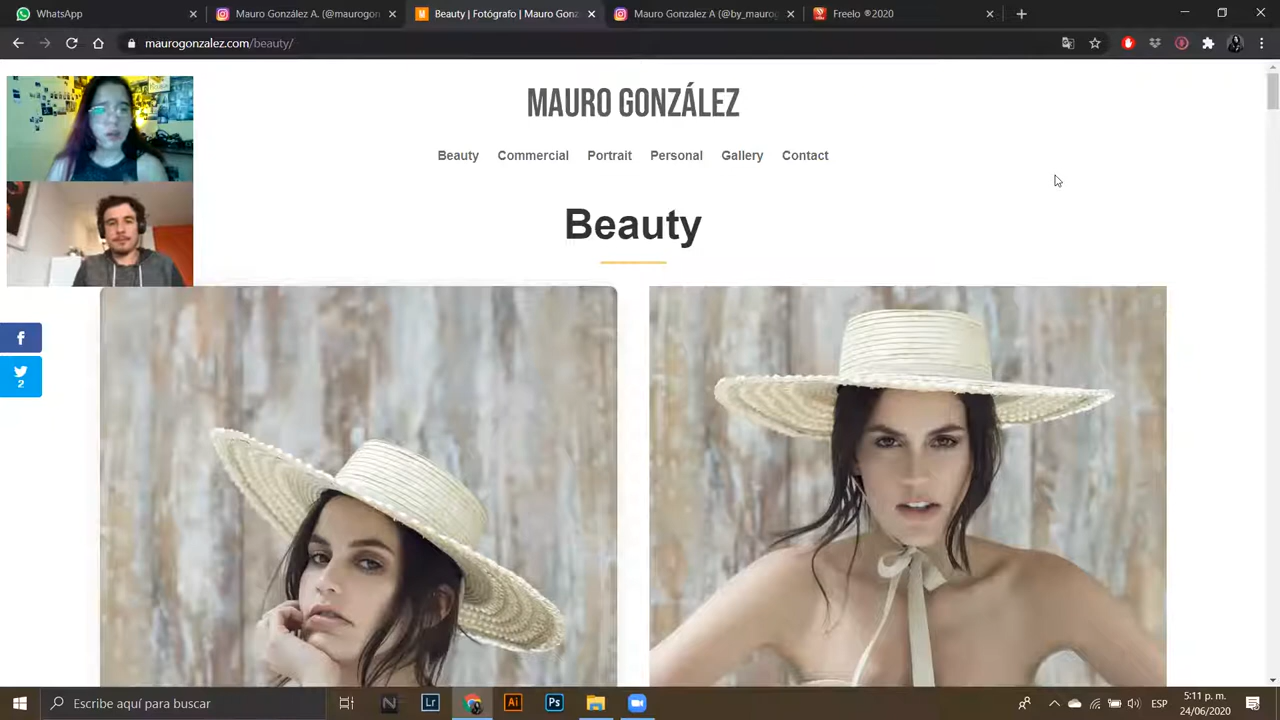 WhatsApp
Mauro González A. (@maurogon
Beauty | Fotógrafo | Mauro Gonz
Mauro Gonzalez A (@by_maurog
Freelo ®2020
maurogonzalez.com/beauty/
MAURO GONZÁLEZ
Beauty Commercial Portrait Personal Gallery Contact
Beauty
2
Lr
Ai
Ps
Escribe aquí para buscar
ESP
5:11 p. m.
24/06/2020